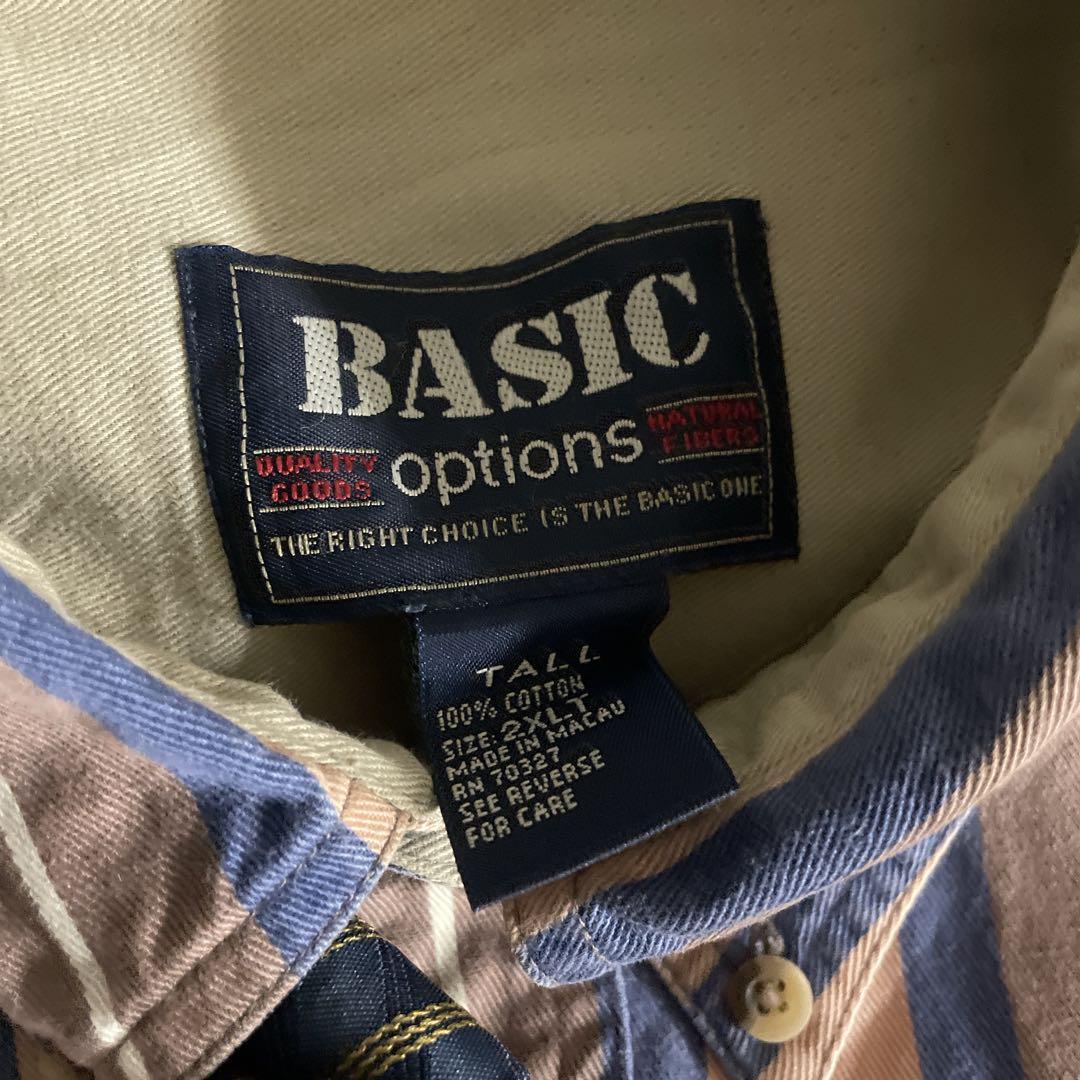 BASIC
QUALITY
GOODS
options
NATURAL
FIBERS
THE RIGHT CHOICE IS THE BASIC ONE
TALL
100% COTTON
SIZE: 2XLT
MADE IN MACAU
RN 70327
SEE REVERSE
FOR CARE